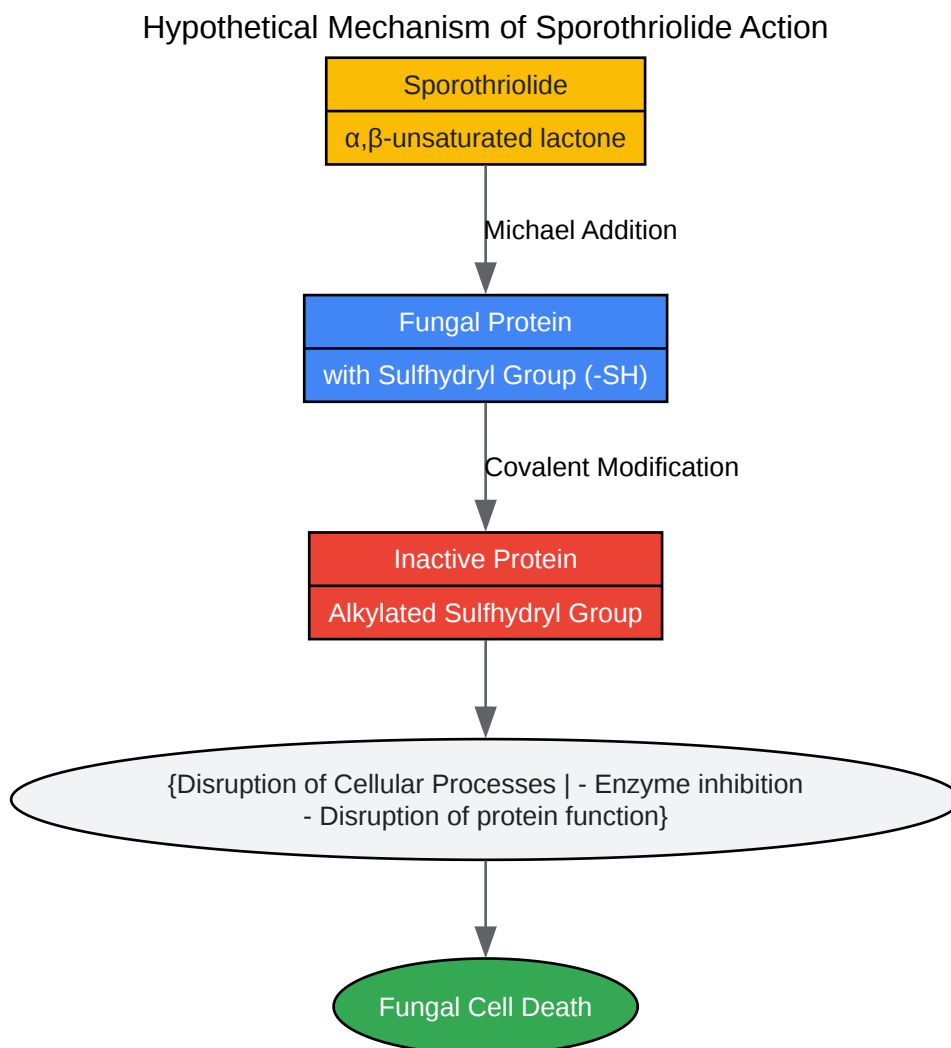 Hypothetical Mechanism of Sporothriolide Action
Sporothriolide
α,β-unsaturated lactone
Michael Addition
Fungal Protein
with Sulfhydryl Group (-SH)
Covalent Modification
Inactive Protein
Alkylated Sulfhydryl Group
{Disruption of Cellular Processes | - Enzyme inhibition
- Disruption of protein function}
Fungal Cell Death